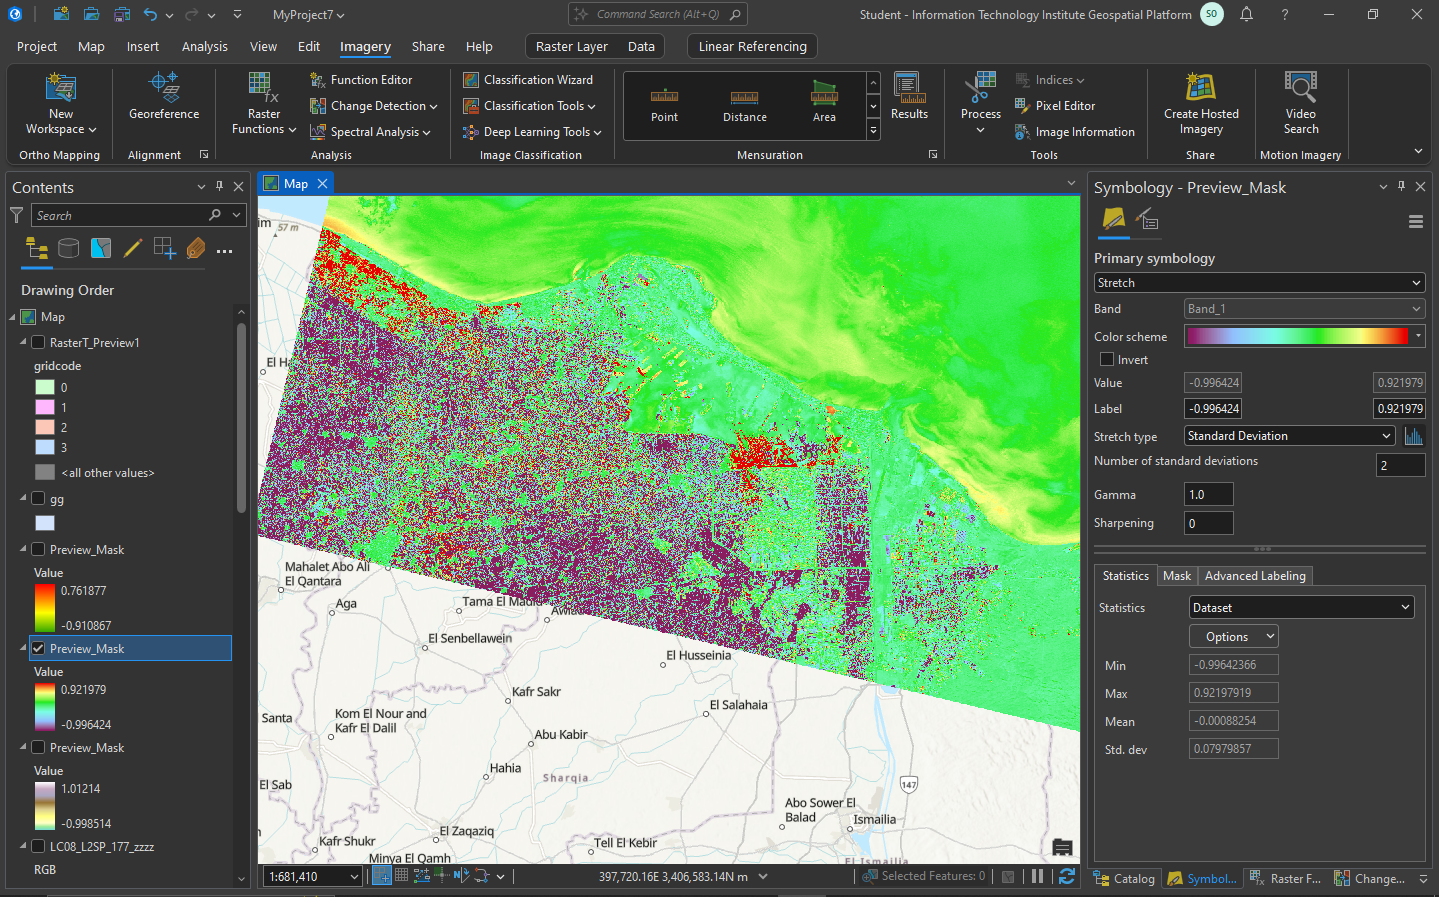 MyProject7
Command Search (Alt+Q)
Student - Information Technology Institute Geospatial Platform
SO
?
Project
Map
Insert
Analysis
View
Edit
Imagery
Share
Help
Raster Layer
Data
Linear Referencing
New
Workspace
Ortho Mapping
Georeference
Alignment
Raster
Functions
Function Editor
Change Detection
Spectral Analysis
Analysis
Classification Wizard
Classification Tools
Deep Learning Tools
Image Classification
Point
Distance
Area
Results
Mensuration
Process
Indices
Pixel Editor
Image Information
Tools
Create Hosted
Imagery
Share
Video
Search
Motion Imagery
Contents
Search
Drawing Order
Map
RasterT_Preview1
gridcode
0
1
2
3
<all other values>
gg
Preview_Mask
Value
0.761877
-0.910867
Preview_Mask
Value
0.921979
-0.996424
Preview_Mask
Value
1.01214
-0.998514
LC08_L2SP_177_zzzz
RGB
Map
im
57 m
El Ha
Mahalet Abo Ali
El Qantara
Aga
Tama El Madid
El Senbellawein
El Husseinia
Kafr Sakr
El Salahaia
Santa
Kom El Nour and
Kafr El Dalil
Abu Kabir
Hahia
Sharqia
El Sab
147
Abo Sower El
Balad
Ismailia
El Zaqaziq
Kafr Shukr
Tell El Kebir
Minya El Qamh
El Ismailia
1:681,410
397,720.16E 3,406,583.14N m
Selected Features: 0
Symbology - Preview_Mask
Primary symbology
Stretch
Band
Band_1
Color scheme
Invert
Value
-0.996424
0.921979
Label
-0.996424
0.921979
Stretch type
Standard Deviation
Number of standard deviations
2
Gamma
1.0
Sharpening
0
Statistics
Mask
Advanced Labeling
Statistics
Dataset
Options
Min
-0.99642366
Max
0.92197919
Mean
-0.00088254
Std. dev
0.07979857
Catalog
Symbol...
Raster F...
Change...